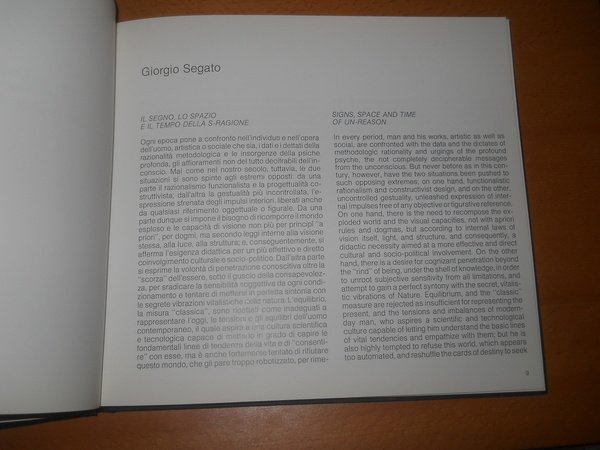 Giorgio Segato
IL SEGNO, LO SPAZIO
E IL TEMPO DELLA S-RAGIONE
Ogni epoca pone a confronto nell'individuo e nell'opera
dell'uomo, artistica o sociale che sia, i dati e i dettati della
razionalità metodologica e le insorgenze della psiche
profonda, gli affioramenti non del tutto decifrabili dell'in-
conscio. Mai come nel nostro secolo, tuttavia, le due
situazioni si sono spinte agli estremi opposti: da una
parte il razionalismo funzionalista e la progettualità co-
struttivista; dall'altra la gestualità più incontrollata, l'e-
spressione sfrenata degli impulsi interiori, liberati anche
da qualsiasi riferimento oggettuale o figurale. Da una
parte dunque si impone il bisogno di ricomporre il mondo
esploso e le capacità di visione non più per principi "a
priori", per dogmi, ma secondo leggi interne alla visione
stessa, alla luce, alla struttura; e, conseguentemente, si
afferma l'esigenza didattica per un più effettivo e diretto
coinvolgimento culturale e socio-politico. Dall'altra parte
si esprime la volontà di penetrazione conoscitiva oltre la
"scorza" dell'essere, sotto il guscio della consapevolez-
za, per sradicare la sensibilità soggettiva da ogni condi-
zionamento e tentare di mettersi in perfetta sintonia con
le segrete vibrazioni vitalistiche della natura. L'equilibrio,
la misura "classica", sono rigettati come inadeguati a
rappresentare l'oggi, le tensioni e gli equilibri dell'uomo
contemporaneo, il quale aspira a una cultura scientifica
e tecnologica capace di metterlo in grado di capire le
fondamentali linee di tendenza della vita e di "consenti-
re" con esse, ma è anche fortemente tentato di rifiutare
questo mondo, che gli pare troppo robotizzato, per rime-
SIGNS, SPACE AND TIME
OF UN-REASON
In every period, man and his works, artistic as well as
social, are confronted with the data and the dictates of
methodologic rationality and urgings of the profound
psyche, the not completely decipherable messages
from the unconscious. But never before as in this cen-
tury, however, have the two situations been pushed to
such opposing extremes; on one hand, functionalistic
rationalism and constructivist design, and on the other,
uncontrolled gestuality, unleashed expression of inter-
nal impulses free of any objective or figurative reference.
On one hand, there is the need to recompose the ex-
ploded world and the visual capacities, not with apriori
rules and dogmas, but according to internal laws of
vision itself, light, and structure, and consequently, a
didactic necessity aimed at a more effective and direct
cultural and socio-political involvement. On the other
hand, there is a desire for cognizant penetration beyond
the "rind" of being, under the shell of knowledge, in order
to unroot subjective sensitivity from all limitations, and
attempt to gain a perfect syntony with the secret, vitals-
tic vibrations of Nature. Equilibrium, and the "classic"
measure are rejected as insufficient for representing the
present, and the tensions and imbalances of modern-
day man, who aspires a scientific and technological
culture capable of letting him understand the basic lines
of vital tendencies and empathize with them; but he is
also highly tempted to refuse this world, which appears
too automated, and reshuffle the cards of destiny to seek
9